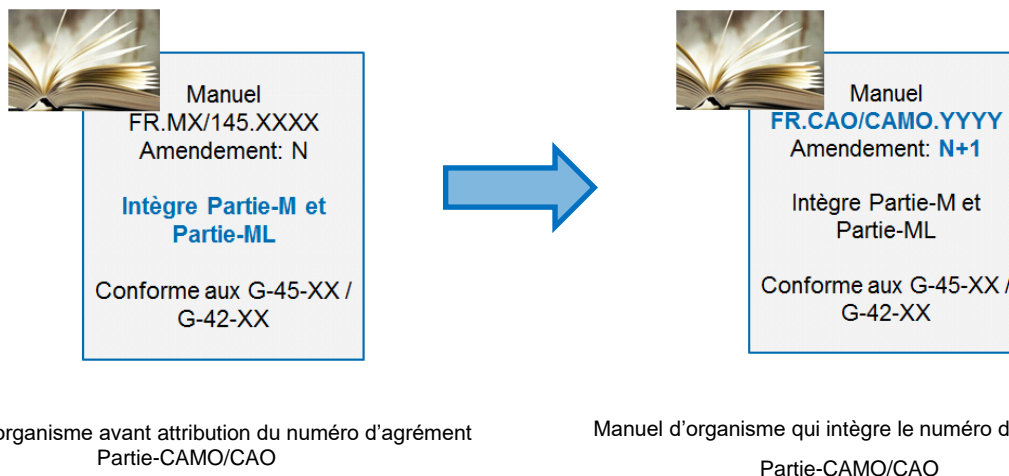 Manuel
FR.MX/145.XXXX
Amendement: N
Intègre Partie-M et
Partie-ML
Conforme aux G-45-XX /
G-42-XX
organisme avant attribution du numéro d'agrément
Partie-CAMO/CAO
Manuel
FR.CAO/CAMO.YYYY
Amendement: N+1
Intègre Partie-M et
Partie-ML
Conforme aux G-45-XX /
G-42-XX
Manuel d'organisme qui intègre le numéro d
Partie-CAMO/CAO